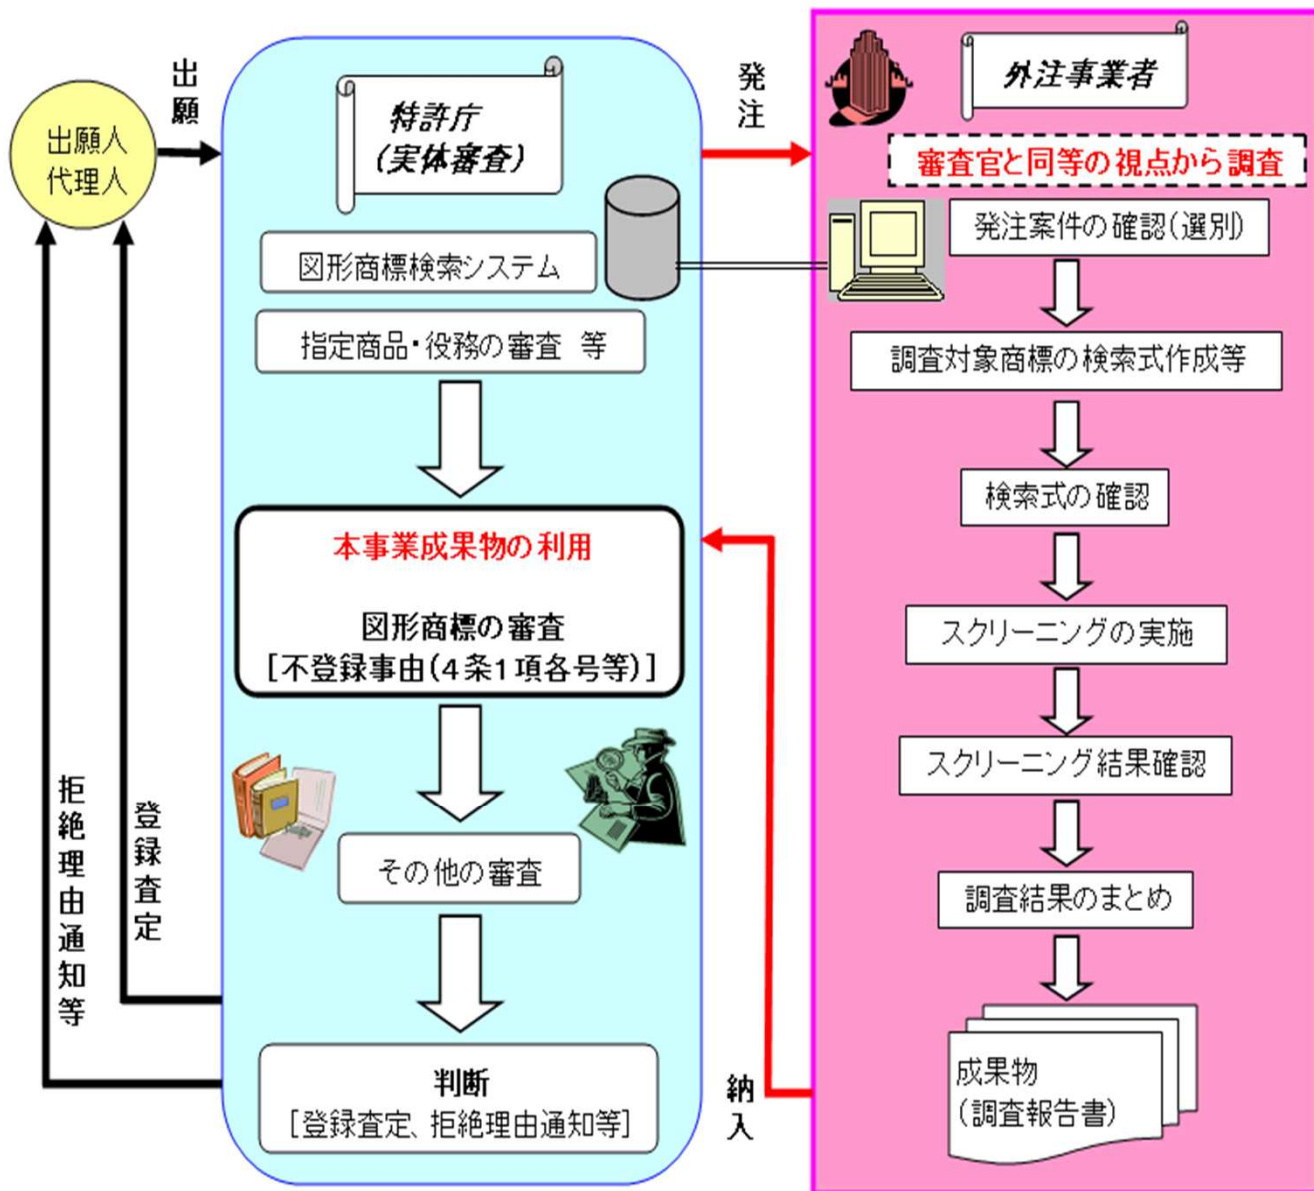 出願人
代理人
出願
特許庁
(実体審査)
図形商標検索システム
指定商品・役務の審査 等
本事業成果物の利用
図形商標の審査
[不登録事由(4条1項各号等)]
その他の審査
判断
[登録査定、拒絶理由通知等]
登録査定
拒絶理由通知等
発注
外注事業者
審査官と同等の視点から調査
発注案件の確認(選別)
調査対象商標の検索式作成等
検索式の確認
スクリーニングの実施
スクリーニング結果確認
調査結果のまとめ
成果物
(調査報告書)
納入